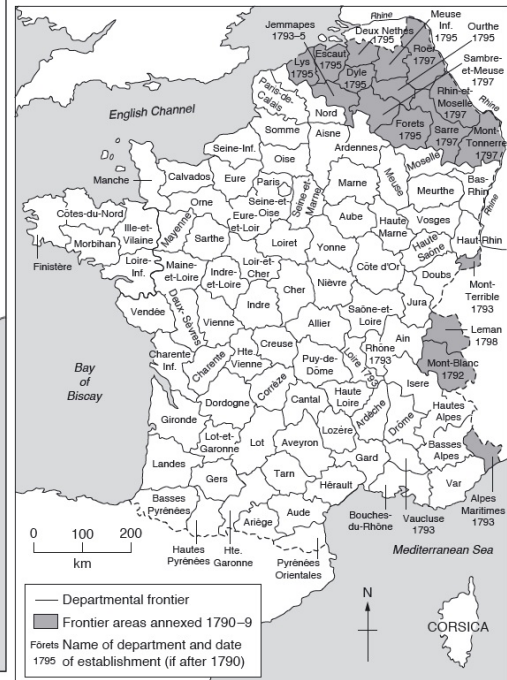 Jemmapes
1793–5
Rhine
Deux Nethes
1795
Meuse
Inf.
1795
Ourthe
1795
Escaut
1795
Lys
1795
Dyle
1795
Roer
1797
Sambre-
et-Meuse
1797
Rhin-et-
Moselle
1797
Rhine
Forets
1795
Sarre
1797
Mont-
Tonnerre
1797
English Channel
Paris-de-
Calais
Nord
Somme
Aisne
Ardennes
Seine-Inf.
Oise
Moselle
Manche
Calvados
Eure
Paris
Seine-et-
Oise
Seine-et-
Marne
Marne
Meuse
Meurthe
Bas-
Rhin
Rhine
Orne
Côtes-du-Nord
Finistère
Morbihan
Ille-et-
Vilaine
Mayenne
Sarthe
Eure-
et-Loir
Loiret
Yonne
Aube
Haute
Marne
Vosges
Haute-
Saône
Haut-Rhin
Loire-
Inf.
Maine-
et-Loire
Indre-
et-Loire
Loir-et-
Cher
Cher
Nièvre
Côte d'Or
Doubs
Mont-
Terrible
1793
Vendée
Deux-Sèvres
Vienne
Indre
Allier
Saône-et-
Loire
Jura
Leman
1798
Bay
of
Biscay
Charente
Inf.
Charente
Hte.
Vienne
Creuse
Puy-de-
Dôme
Loire 1793
Rhône
1793
Ain
Mont-Blanc
1792
Isere
Dordogne
Corrèze
Cantal
Haute
Loire
Ardèche
Drôme
Hautes
Alpes
Gironde
Lot-et-
Garonne
Lot
Aveyron
Lozére
Gard
Basses
Alpes
Landes
Gers
Tarn
Hérault
Var
Basses
Pyrénées
Hautes
Pyrénées
Hte.
Garonne
Ariège
Aude
Pyrénées
Orientales
Bouches-
du-Rhône
Vaucluse
1793
Alpes
Maritimes
1793
Mediterranean Sea
0 100 200
km
N
CORSICA
Departmental frontier
Frontier areas annexed 1790–9
Fôrets Name of department and date
1795 of establishment (if after 1790)